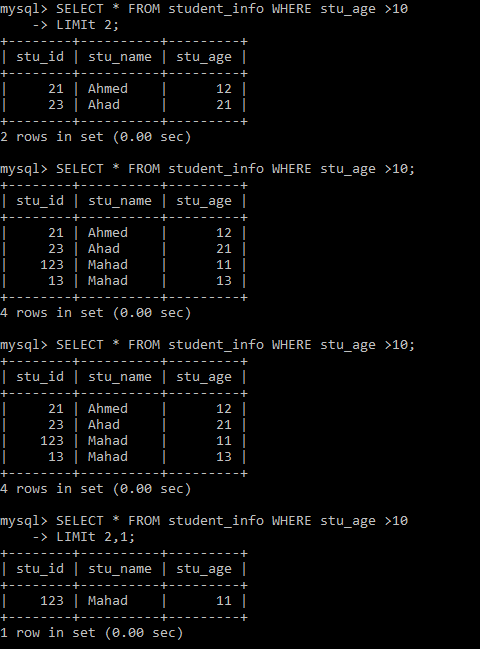 mysql> SELECT * FROM student_info WHERE stu_age >10
    -> LIMIt 2;
+--------+----------+---------+
| stu_id | stu_name | stu_age |
+--------+----------+---------+
|     21 | Ahmed    |      12 |
|     23 | Ahad     |      21 |
+--------+----------+---------+
2 rows in set (0.00 sec)

mysql> SELECT * FROM student_info WHERE stu_age >10;
+--------+----------+---------+
| stu_id | stu_name | stu_age |
+--------+----------+---------+
|     21 | Ahmed    |      12 |
|     23 | Ahad     |      21 |
|    123 | Mahad    |      11 |
|     13 | Mahad    |      13 |
+--------+----------+---------+
4 rows in set (0.00 sec)

mysql> SELECT * FROM student_info WHERE stu_age >10;
+--------+----------+---------+
| stu_id | stu_name | stu_age |
+--------+----------+---------+
|     21 | Ahmed    |      12 |
|     23 | Ahad     |      21 |
|    123 | Mahad    |      11 |
|     13 | Mahad    |      13 |
+--------+----------+---------+
4 rows in set (0.00 sec)

mysql> SELECT * FROM student_info WHERE stu_age >10
    -> LIMIt 2,1;
+--------+----------+---------+
| stu_id | stu_name | stu_age |
+--------+----------+---------+
|    123 | Mahad    |      11 |
+--------+----------+---------+
1 row in set (0.00 sec)